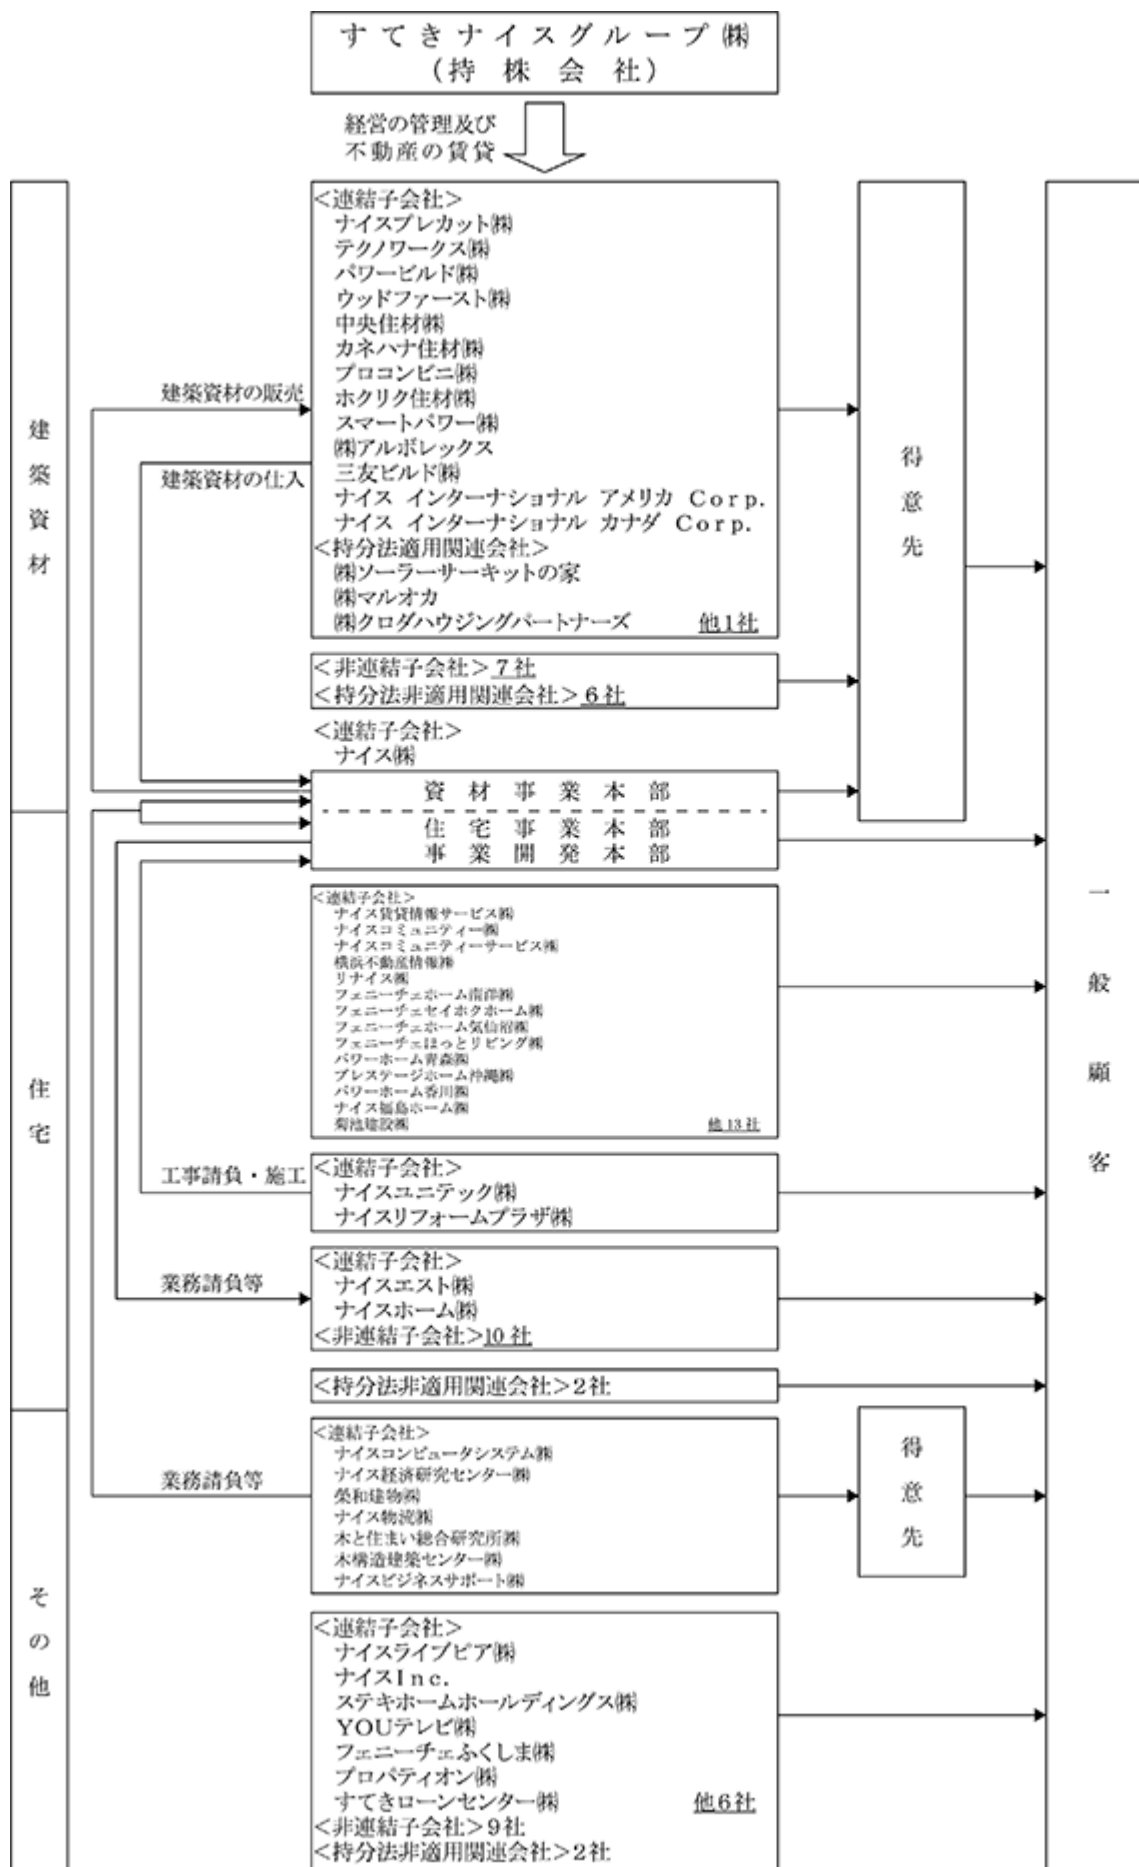 すてきナイスグループ㈱
（持株会社）
経営の管理及び
不動産の賃貸
建築資材
＜連結子会社＞
ナイスプレカット㈱
テクノワークス㈱
パワービルド㈱
ウッドファースト㈱
中央住材㈱
カネハナ住材㈱
プロコンビニ㈱
ホクリク住材㈱
スマートパワー㈱
㈱アルボレックス
三友ビルド㈱
ナイス インターナショナル アメリカ Corp.
ナイス インターナショナル カナダ Corp.
＜持分法適用関連会社＞
㈱ソーラーサーキットの家
㈱マルオカ
㈱クロダハウジングパートナーズ 他1社
建築資材の販売
建築資材の仕入
得意先
＜非連結子会社＞7社
＜持分法非適用関連会社＞6社
＜連結子会社＞
ナイス㈱
資材事業本部
住宅事業本部
事業開発本部
一般顧客
住宅
＜連結子会社＞
ナイス賃貸情報サービス㈱
ナイスコミュニティー㈱
ナイスコミュニティーサービス㈱
横浜不動産情報㈱
リナイス㈱
フェニーチェホーム南洋㈱
フェニーチェセイホクホーム㈱
フェニーチェホーム気仙沼㈱
フェニーチェほっとリビング㈱
パワーホーム青森㈱
プレステージホーム沖縄㈱
パワーホーム香川㈱
ナイス福島ホーム㈱
菊池建設㈱ 他13社
工事請負・施工
＜連結子会社＞
ナイスユニテック㈱
ナイスリフォームプラザ㈱
業務請負等
＜連結子会社＞
ナイスエスト㈱
ナイスホーム㈱
＜非連結子会社＞10社
＜持分法非適用関連会社＞2社
その他
業務請負等
＜連結子会社＞
ナイスコンピュータシステム㈱
ナイス経済研究センター㈱
榮和建物㈱
ナイス物流㈱
木と住まい総合研究所㈱
木構造建築センター㈱
ナイスビジネスサポート㈱
得意先
＜連結子会社＞
ナイスライブピア㈱
ナイスInc.
ステキホームホールディングス㈱
YOUテレビ㈱
フェニーチェふくしま㈱
プロパティオン㈱
すてきローンセンター㈱ 他6社
＜非連結子会社＞9社
＜持分法非適用関連会社＞2社